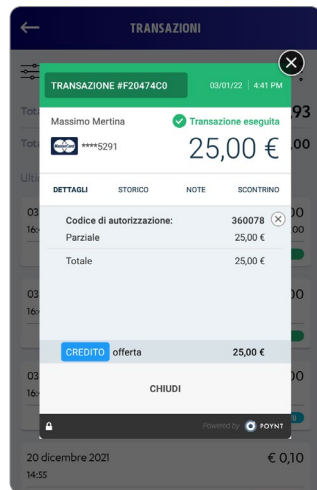 TRANSAZIONI
TRANSAZIONE #F20474C0 03/01/22 | 4:41 PM
Massimo Mertina Transazione eseguita
****5291 25,00 €
DETTAGLI STORICO NOTE SCONTRINO
Codice di autorizzazione: 360078
Parziale 25,00 €
Totale 25,00 €
CREDITO offerta 25,00 €
CHIUDI
Powered by POYNT
20 dicembre 2021 € 0,10
14:55